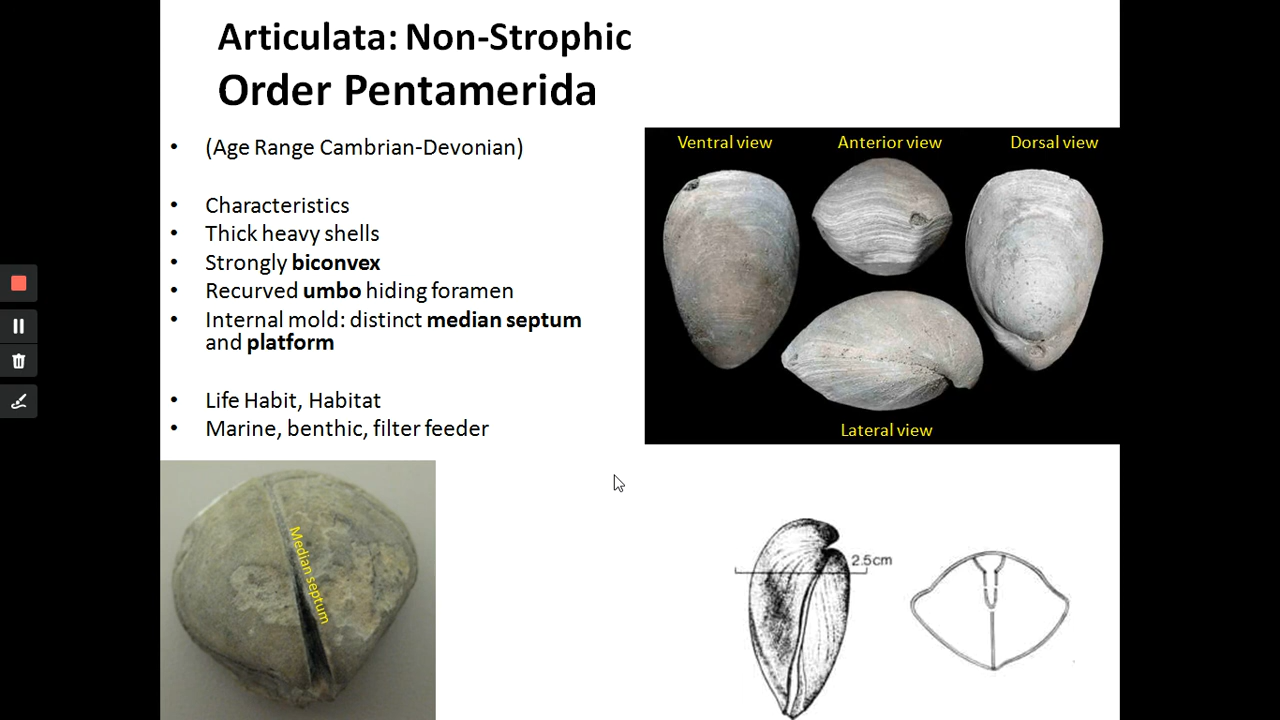 Articulata: Non-Strophic
Order Pentamerida
• (Age Range Cambrian-Devonian)
• Characteristics
• Thick heavy shells
• Strongly biconvex
• Recurved umbo hiding foramen
• Internal mold: distinct median septum
and platform
• Life Habit, Habitat
• Marine, benthic, filter feeder
Ventral view
Anterior view
Dorsal view
Lateral view
Median septum
2.5cm